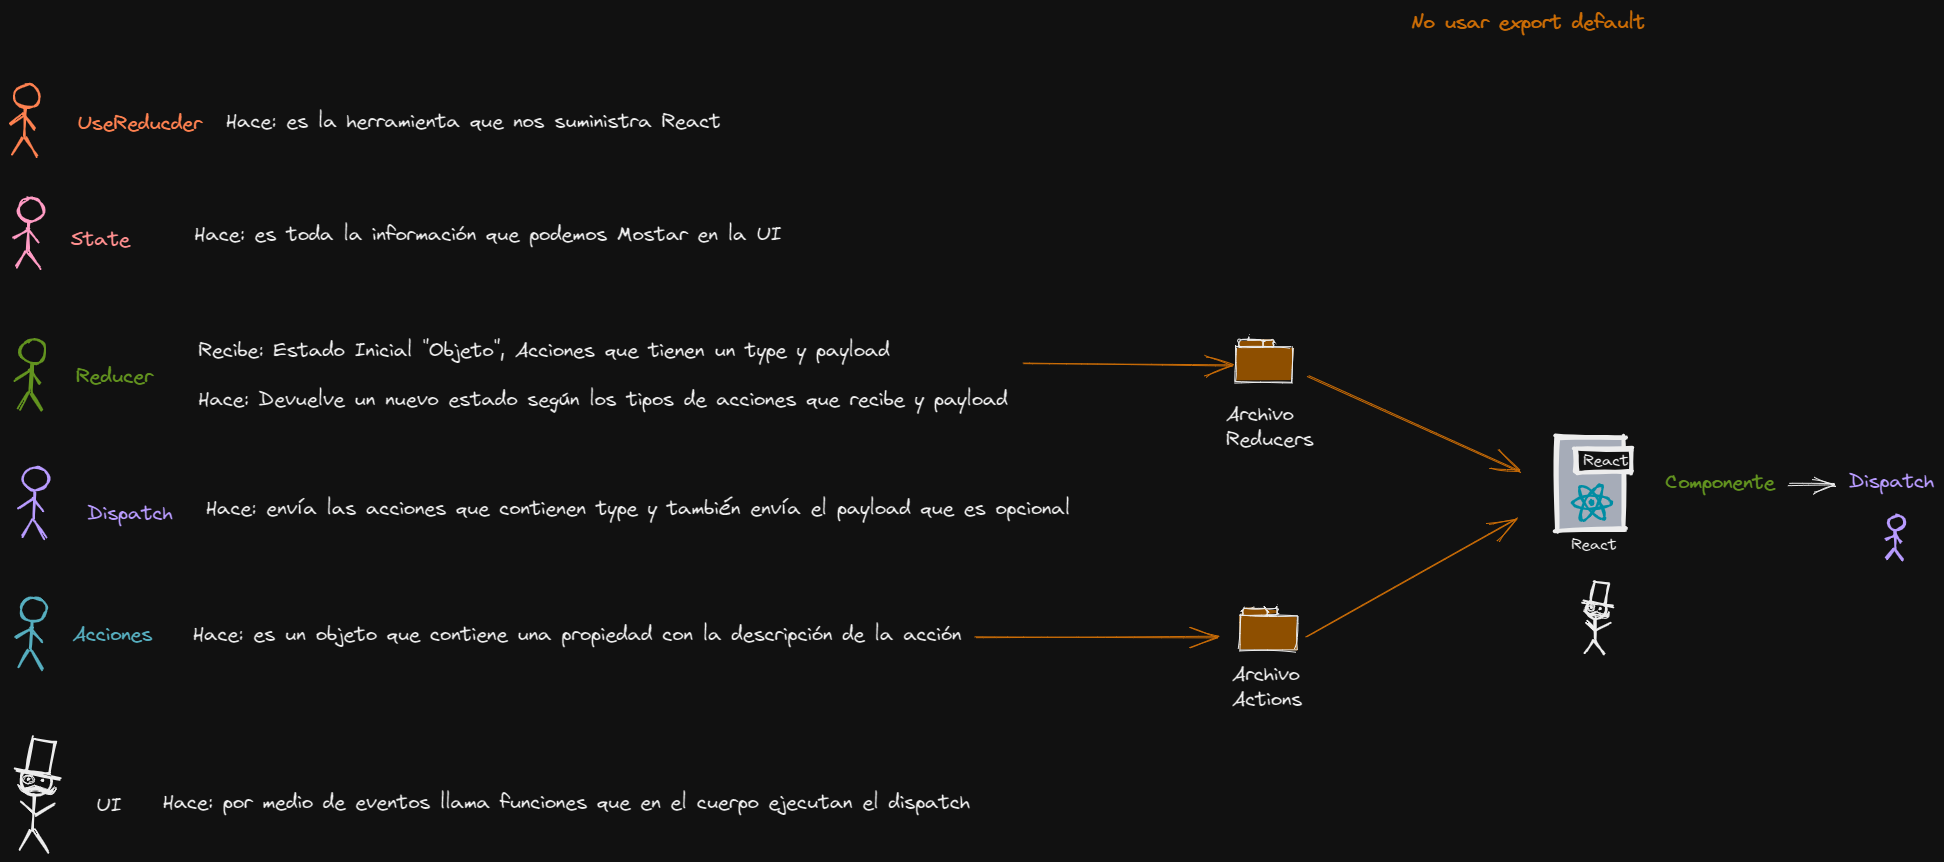 No usar export default
UseReducder
Hace: es la herramienta que nos suministra React
State
Hace: es toda la información que podemos Mostar en la UI
Recibe: Estado Inicial "Objeto", Acciones que tienen un type y payload
Reducer
Hace: Devuelve un nuevo estado según los tipos de acciones que recibe y payload
Archivo
Reducers
React
Componente
Dispatch
React
Dispatch
Hace: envía las acciones que contienen type y también envía el payload que es opcional
Acciones
Hace: es un objeto que contiene una propiedad con la descripción de la acción
Archivo
Actions
UI
Hace: por medio de eventos llama funciones que en el cuerpo ejecutan el dispatch